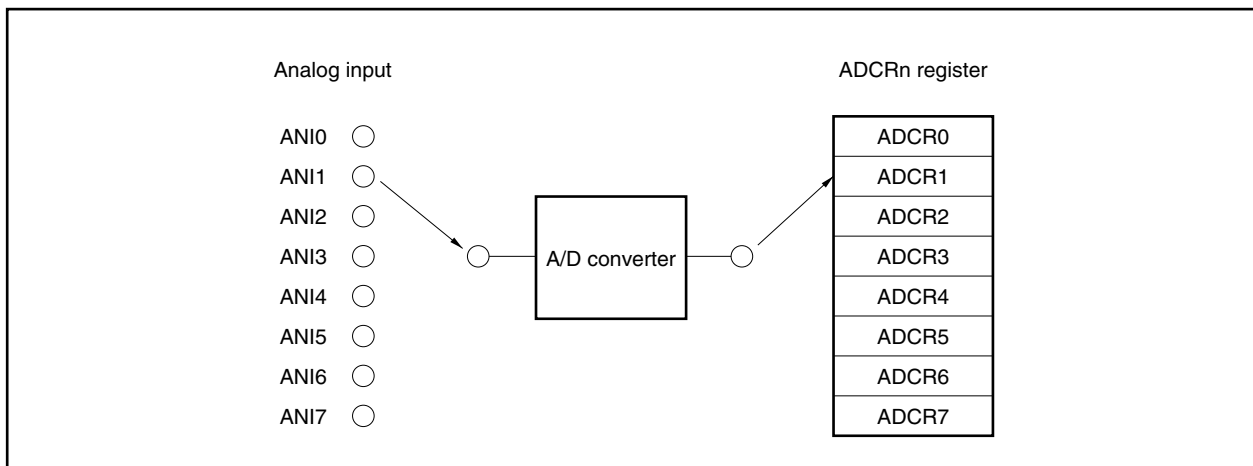 Analog input
ADCRn register
ANI0
ANI1
ANI2
ANI3
ANI4
ANI5
ANI6
ANI7
A/D converter
ADCR0
ADCR1
ADCR2
ADCR3
ADCR4
ADCR5
ADCR6
ADCR7